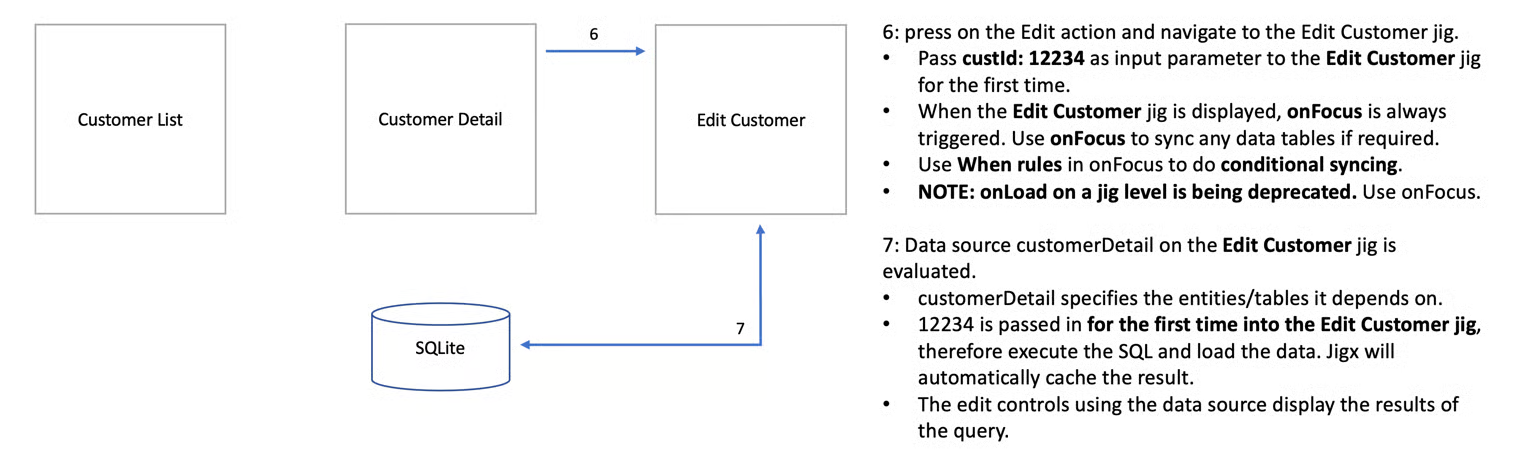 Customer List
Customer Detail
6
Edit Customer
SQLite
7
6: press on the Edit action and navigate to the Edit Customer jig.
• Pass custId: 12234 as input parameter to the Edit Customer jig
for the first time.
• When the Edit Customer jig is displayed, onFocus is always
triggered. Use onFocus to sync any data tables if required.
• Use When rules in onFocus to do conditional syncing.
• NOTE: onLoad on a jig level is being deprecated. Use onFocus.
7: Data source customerDetail on the Edit Customer jig is
evaluated.
• customerDetail specifies the entities/tables it depends on.
• 12234 is passed in for the first time into the Edit Customer jig,
therefore execute the SQL and load the data. Jigx will
automatically cache the result.
• The edit controls using the data source display the results of
the query.